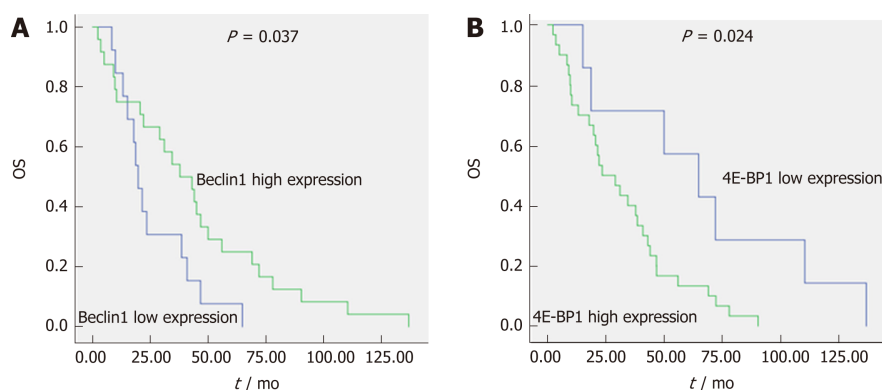 A
P = 0.037
1.0
0.8
0.6
0.4
0.2
0.0
OS
Beclin1 high expression
Beclin1 low expression
0.00 25.00 50.00 75.00 100.00 125.00
t / mo
B
P = 0.024
1.0
0.8
0.6
0.4
0.2
0.0
OS
4E-BP1 low expression
4E-BP1 high expression
0.00 25.00 50.00 75.00 100.00 125.00
t / mo